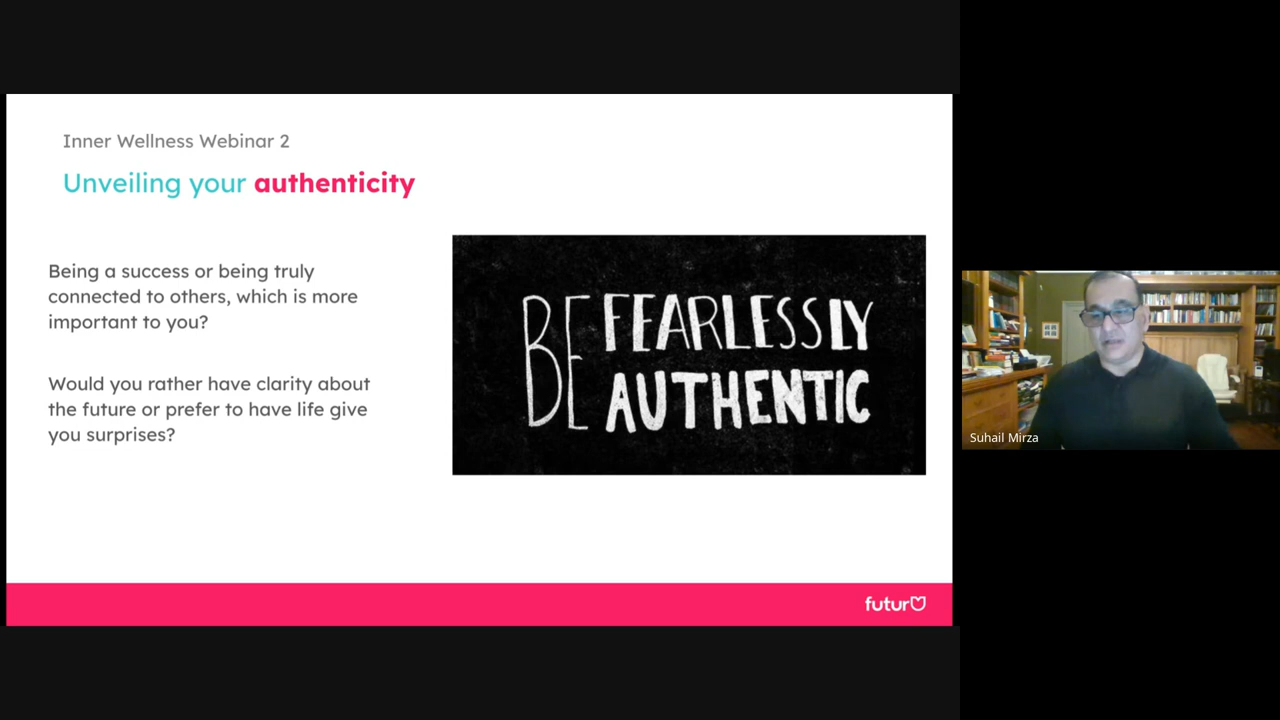 Inner Wellness Webinar 2
Unveiling your authenticity
Being a success or being truly
connected to others, which is more
important to you?
Would you rather have clarity about
the future or prefer to have life give
you surprises?
BE FEARLESSLY
AUTHENTIC
futurU
Suhail Mirza